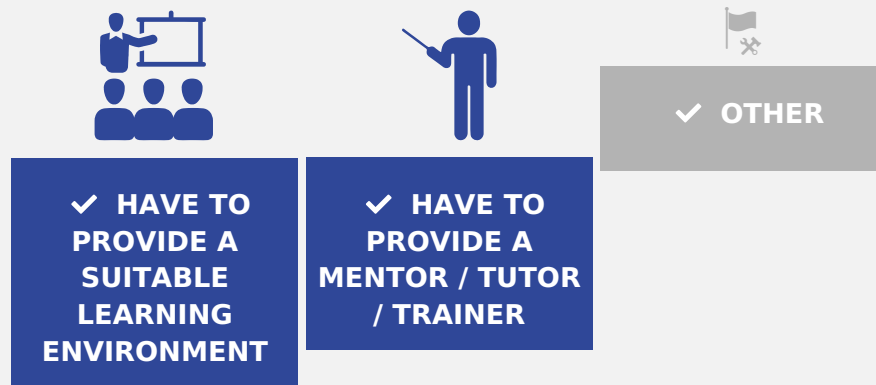 HAVE TO
PROVIDE A
SUITABLE
LEARNING
ENVIRONMENT
HAVE TO
PROVIDE A
MENTOR / TUTOR
/ TRAINER
OTHER